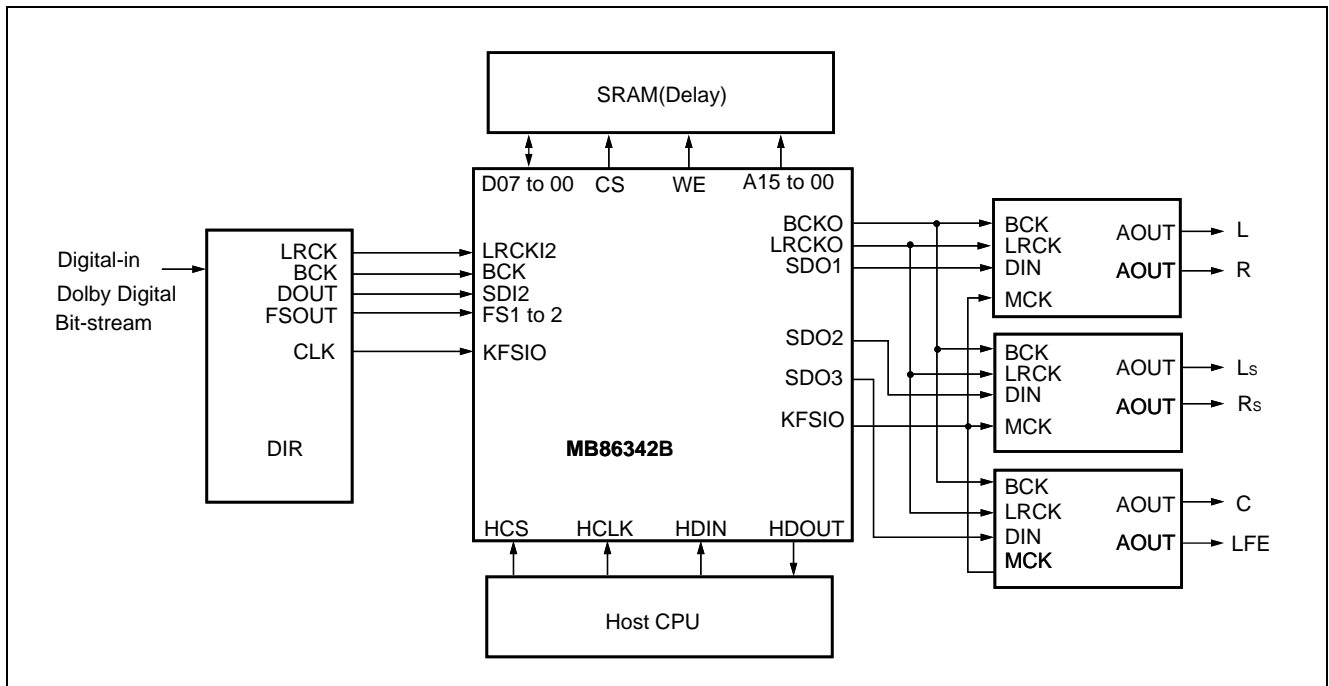 SRAM(Delay)
D07 to 00 CS WE A15 to 00
Digital-in
Dolby Digital
Bit-stream
LRCK
BCK
DOUT
FSOUT
CLK
DIR
LRCKI2
BCK
SDI2
FS1 to 2
KFSIO
MB86342B
BCKO
LRCKO
SDO1
SDO2
SDO3
KFSIO
HCS HCLK HDIN HDOUT
Host CPU
BCK
LRCK
DIN
MCK
AOUT
AOUT
L
R
BCK
LRCK
DIN
MCK
AOUT
AOUT
Ls
Rs
BCK
LRCK
DIN
MCK
AOUT
AOUT
C
LFE